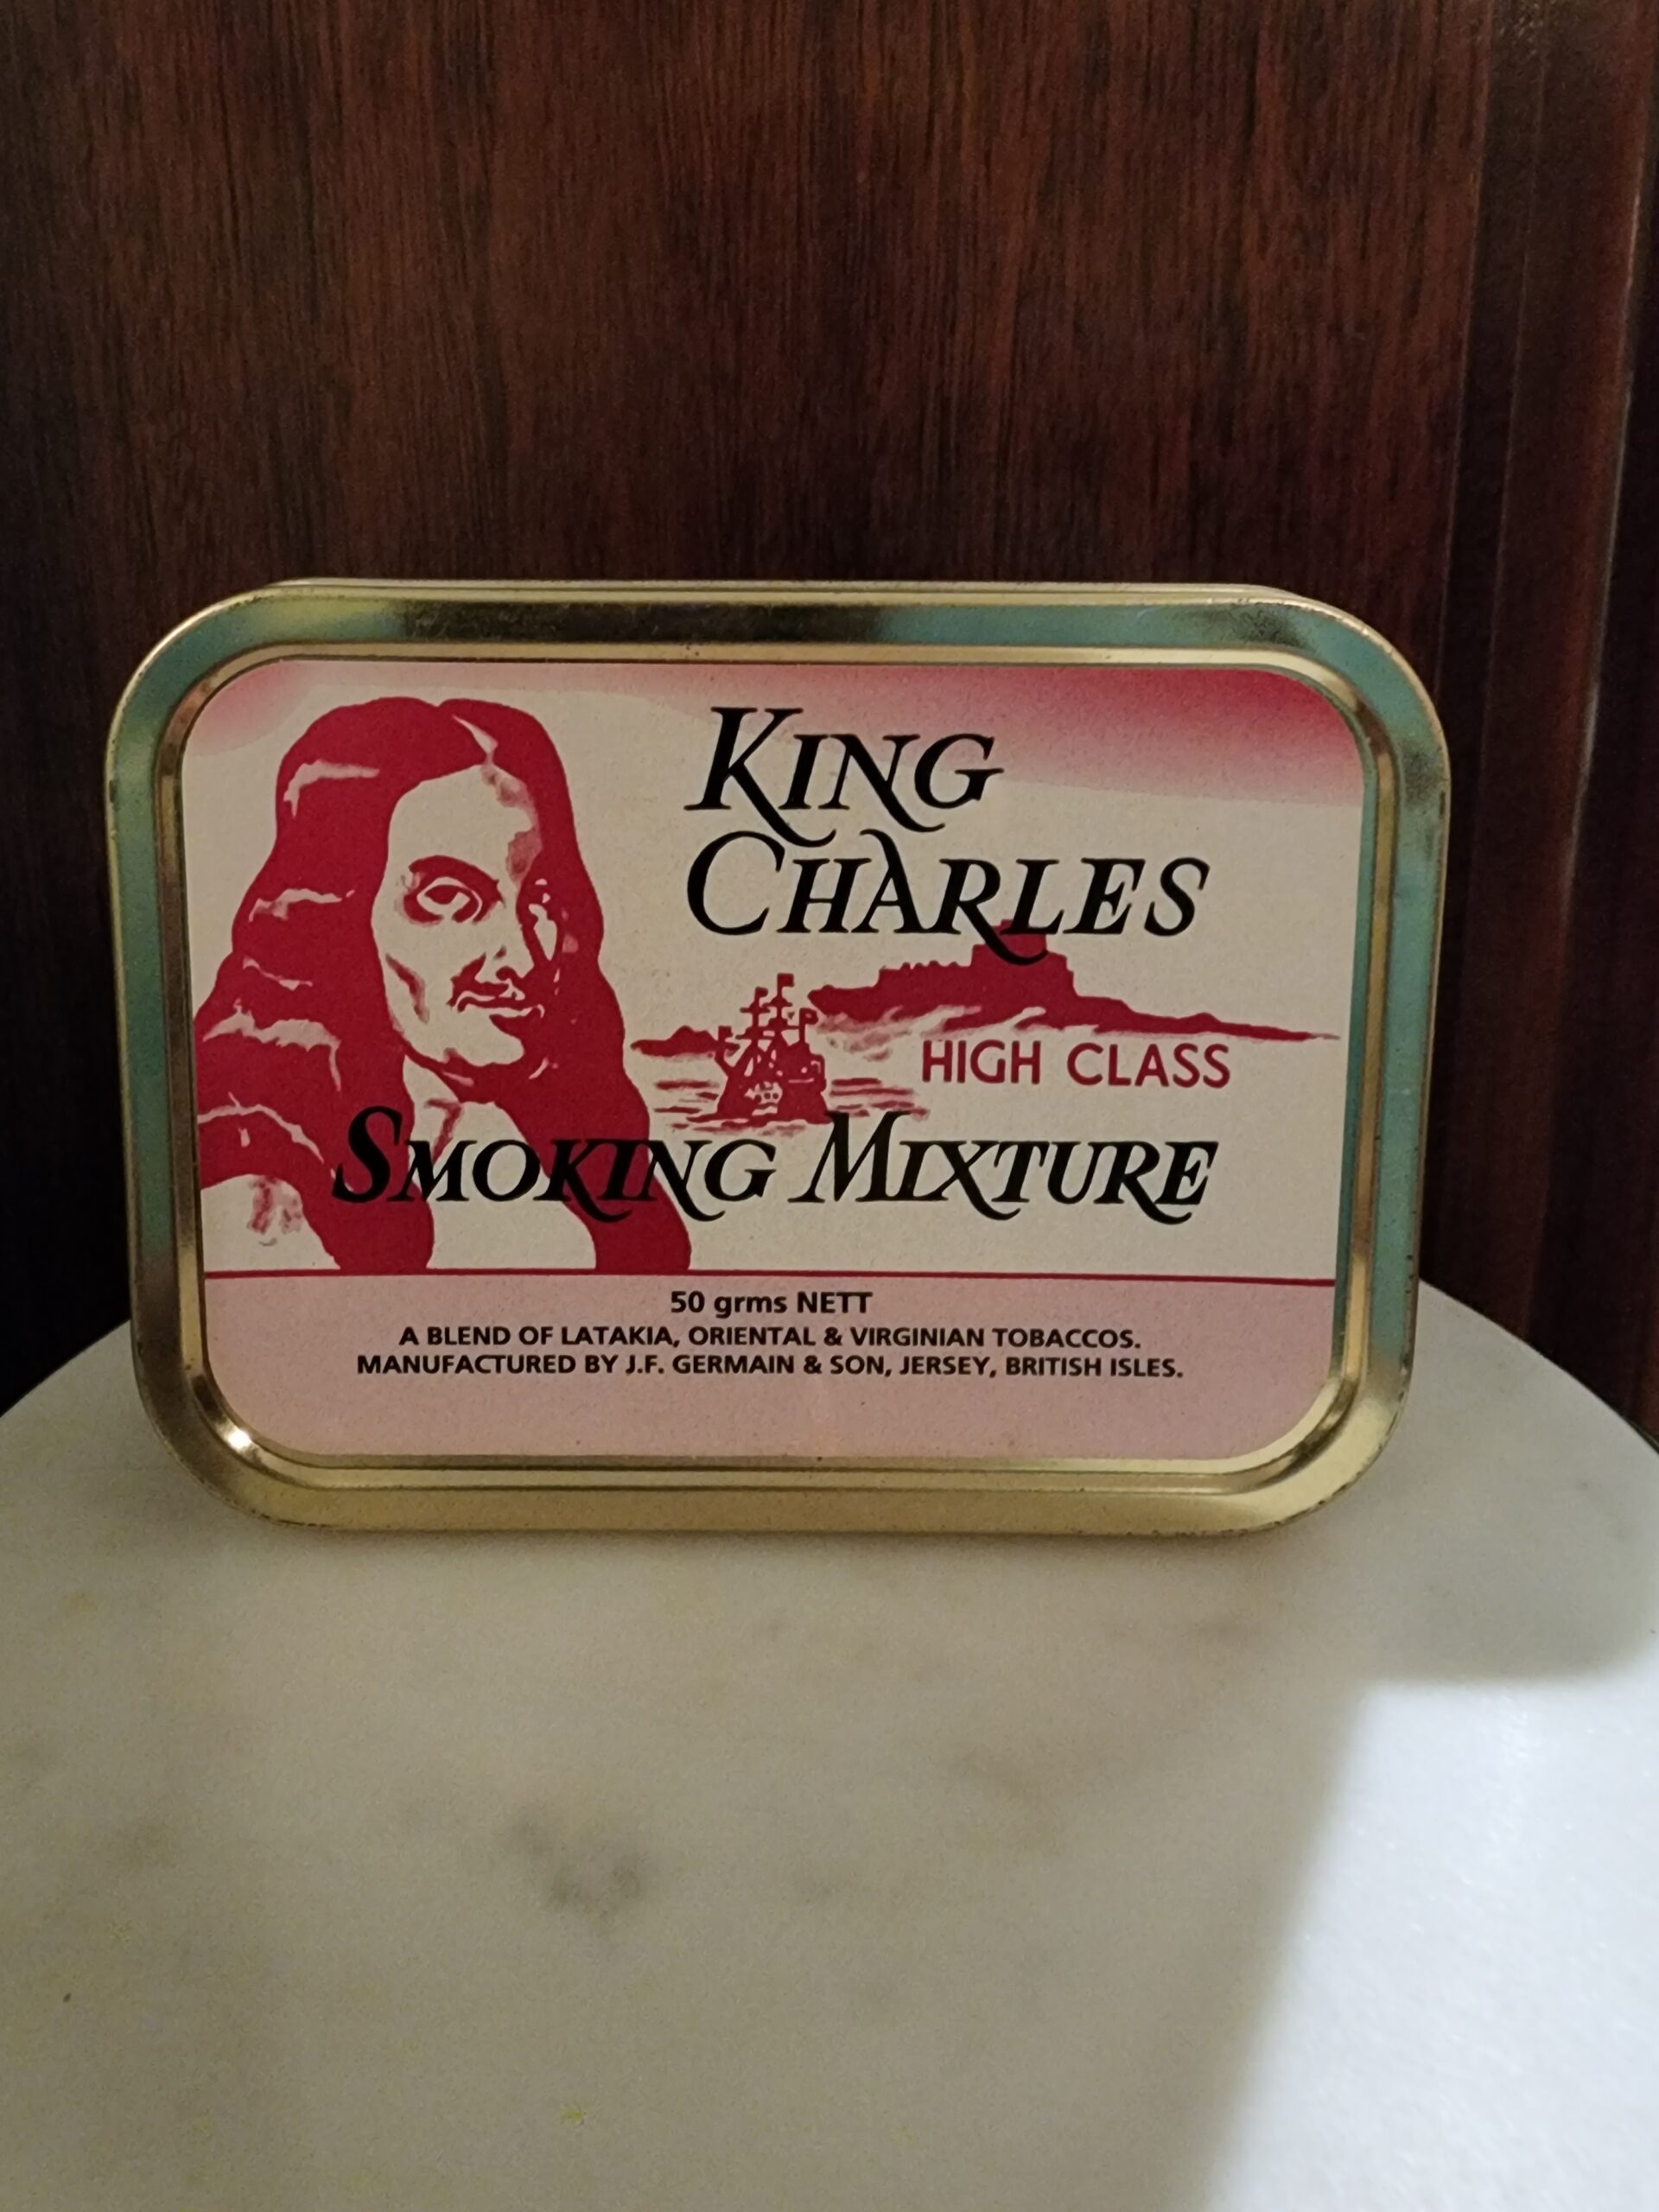 KING
CHARLES
HIGH CLASS
SMOKING MIXTURE
50 grms NETT
A BLEND OF LATAKIA, ORIENTAL & VIRGINIAN TOBACCOS.
MANUFACTURED BY J.F. GERMAIN & SON, JERSEY, BRITISH ISLES.